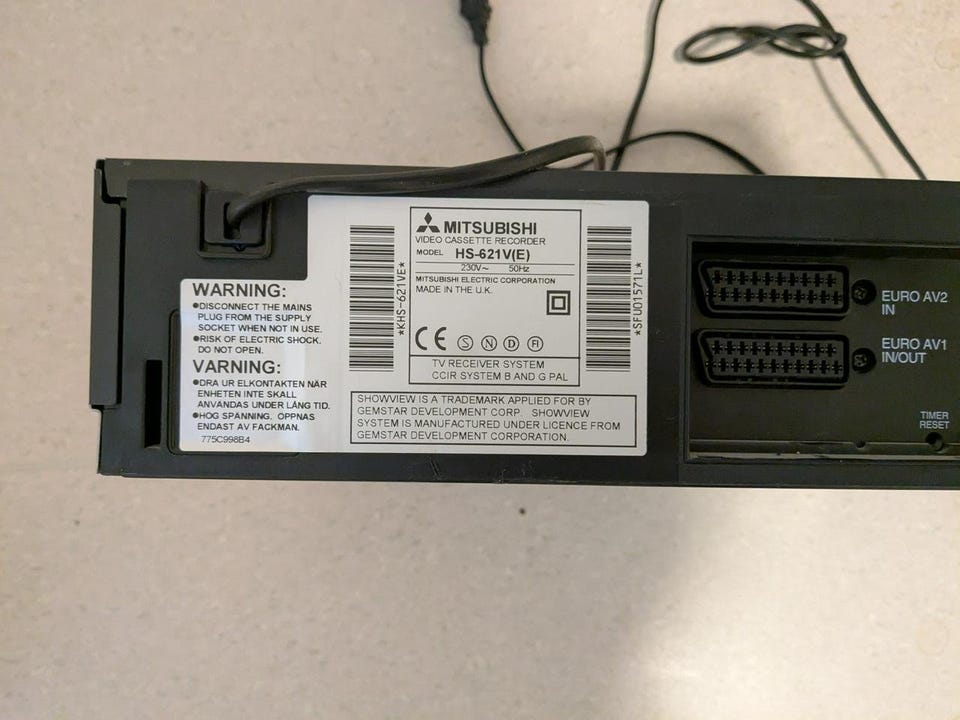 WARNING:
●DISCONNECT THE MAINS
PLUG FROM THE SUPPLY
SOCKET WHEN NOT IN USE.
●RISK OF ELECTRIC SHOCK.
DO NOT OPEN.
VARNING:
●DRA UR ELKONTAKTEN NÄR
ENHETEN INTE SKALL
ANVÄNDAS UNDER LÅNG TID.
●HÖG SPÄNNING. ÖPPNAS
ENDAST AV FACKMAN.
775C998B4
*KHS-621VE*
MITSUBISHI
VIDEO CASSETTE RECORDER
MODEL HS-621V(E)
230V~ 50Hz
MITSUBISHI ELECTRIC CORPORATION
MADE IN THE U.K.
CE S N D FI
TV RECEIVER SYSTEM
CCIR SYSTEM B AND G PAL
*SFU01571L*
SHOWVIEW IS A TRADEMARK APPLIED FOR BY
GEMSTAR DEVELOPMENT CORP. SHOWVIEW
SYSTEM IS MANUFACTURED UNDER LICENCE FROM
GEMSTAR DEVELOPMENT CORPORATION.
EURO AV2
IN
EURO AV1
IN/OUT
TIMER
RESET